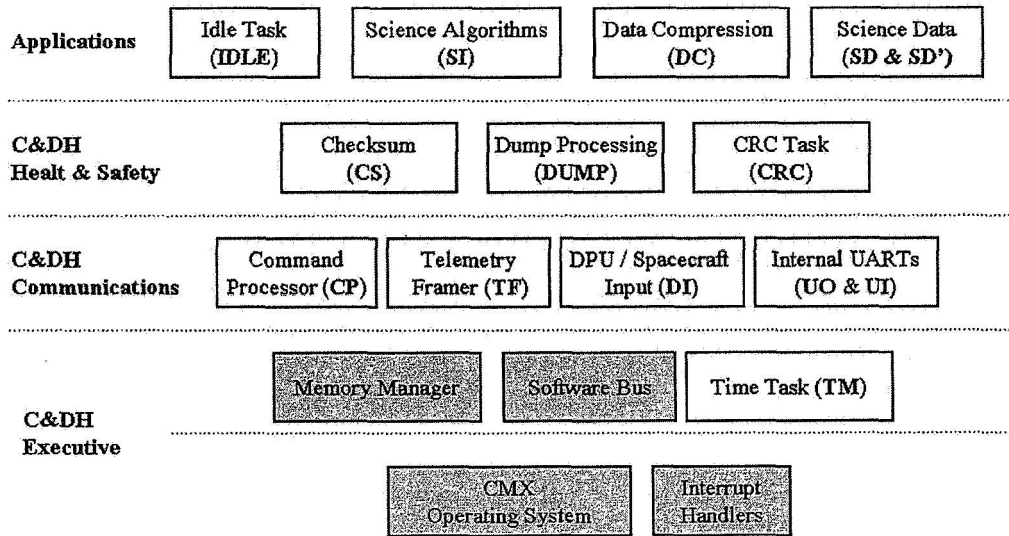 Applications
Idle Task
(IDLE)
Science Algorithms
(SI)
Data Compression
(DC)
Science Data
(SD & SD')
C&DH
Healt & Safety
Checksum
(CS)
Dump Processing
(DUMP)
CRC Task
(CRC)
C&DH
Communications
Command
Processor (CP)
Telemetry
Framer (TF)
DPU / Spacecraft
Input (DI)
Internal UARTs
(UO & UI)
C&DH
Executive
Memory Manager
Software Bus
Time Task (TM)
CMX
Operating System
Interrupt
Handlers